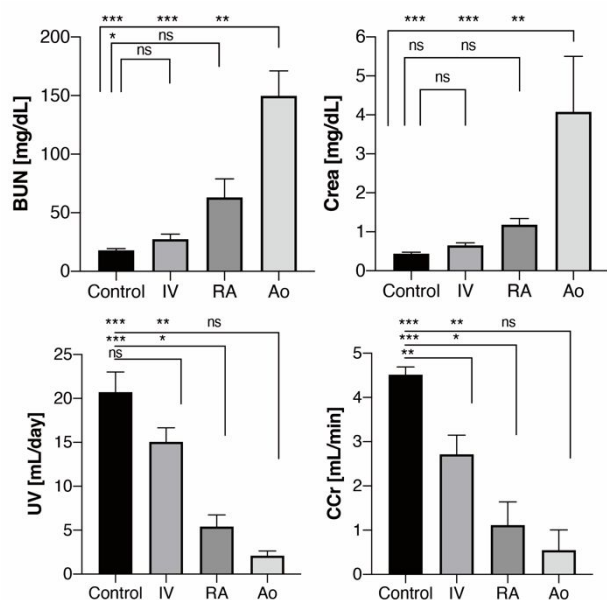 *** *** **
* ns
ns
BUN [mg/dL]
200
150
100
50
0
Control IV RA Ao
*** *** **
ns ns
ns
Crea [mg/dL]
6
5
4
3
2
1
0
Control IV RA Ao
*** ** ns
*** *
ns
UV [mL/day]
25
20
15
10
5
0
Control IV RA Ao
*** ** ns
*** *
**
CCr [mL/min]
5
4
3
2
1
0
Control IV RA Ao